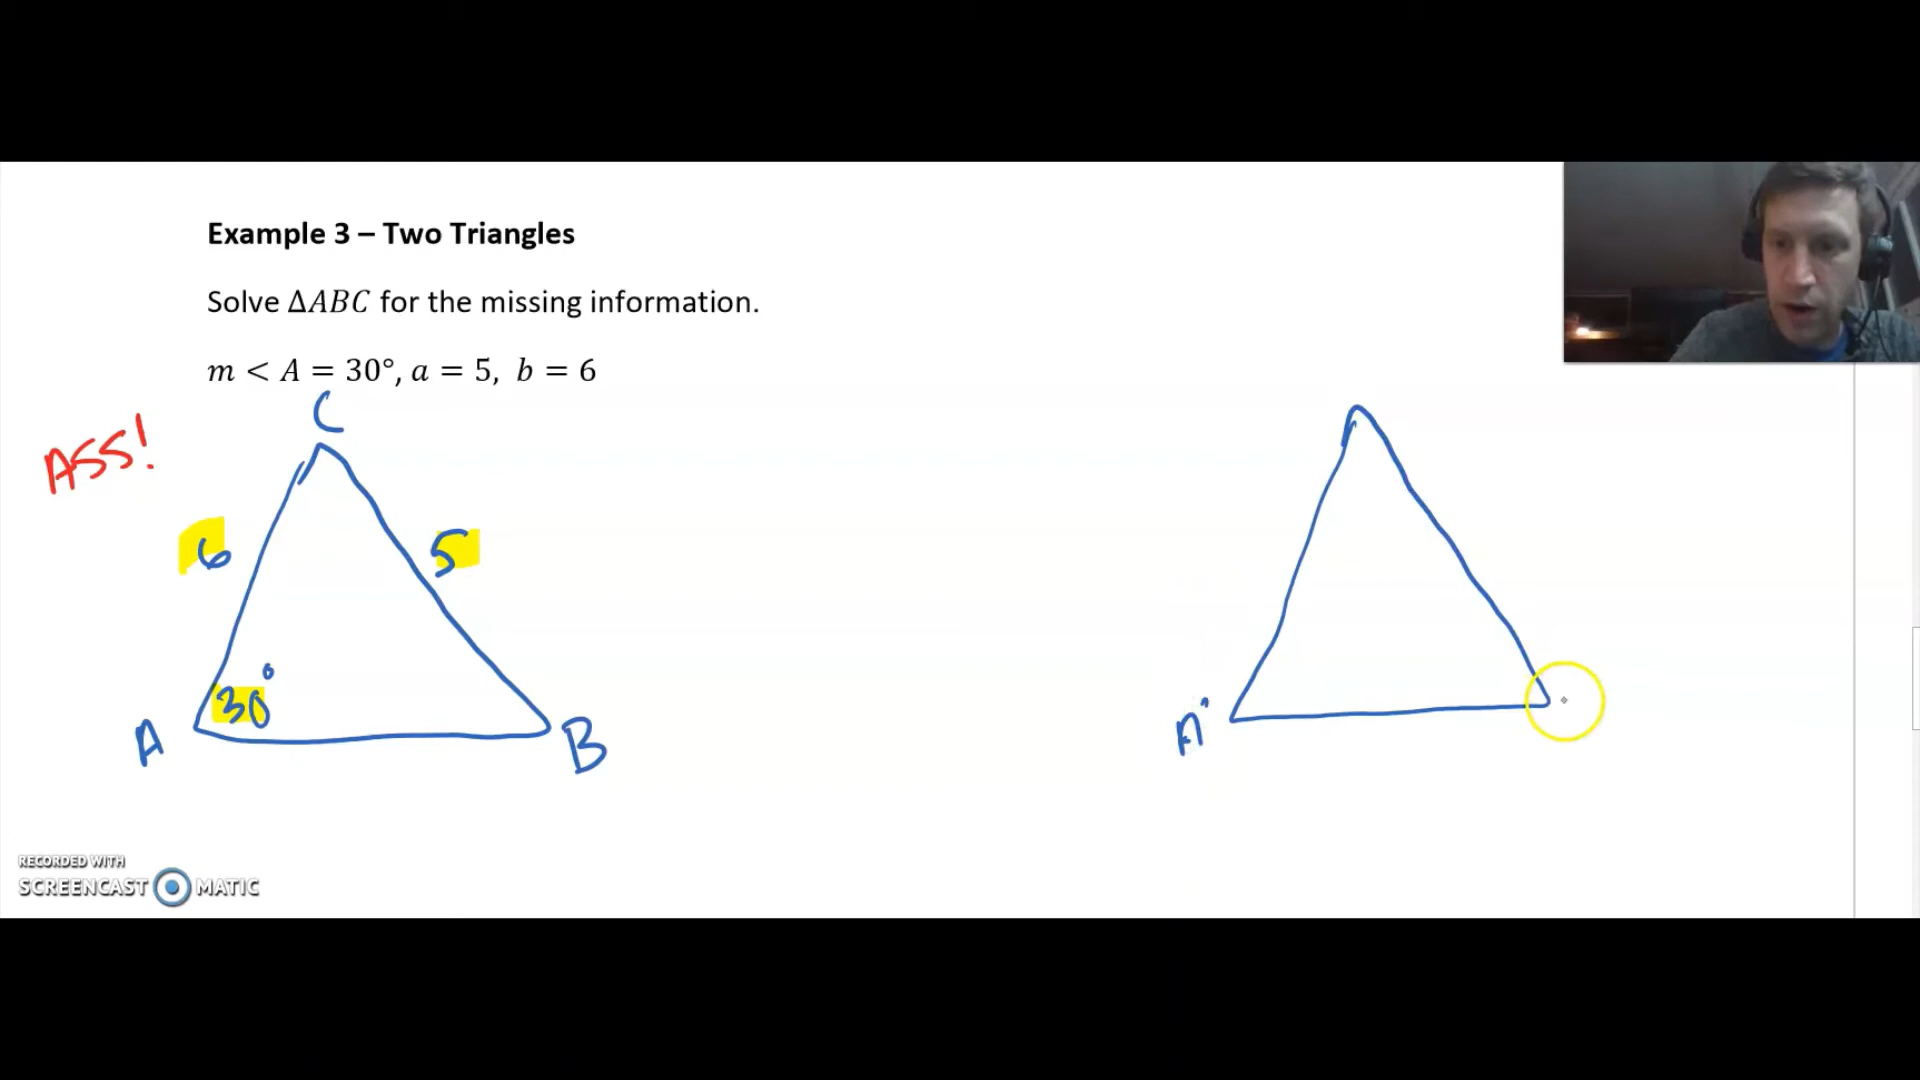 Example 3 – Two Triangles
Solve ΔABC for the missing information.
m < A = 30°, a = 5, b = 6
C
ASS!
6
5
30°
A
B
A'
RECORDED WITH
SCREENCAST MATIC